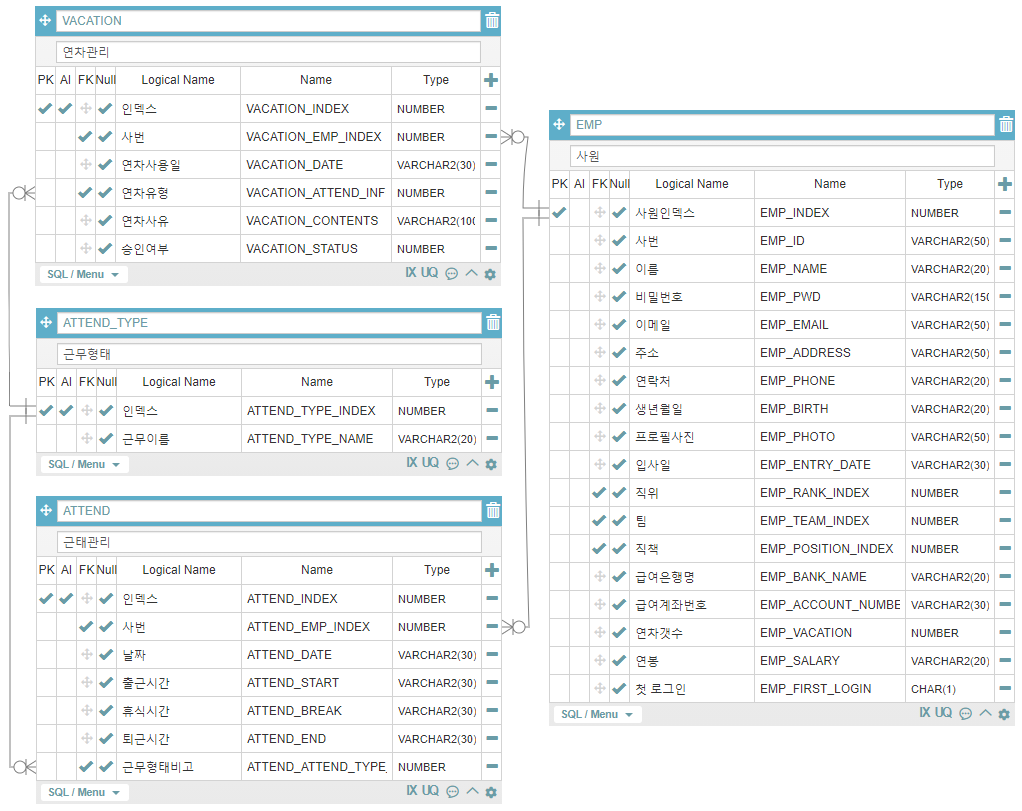 VACATION
연차관리
PK AI FK Null Logical Name Name Type
인덱스 VACATION_INDEX NUMBER
사번 VACATION_EMP_INDEX NUMBER
연차사용일 VACATION_DATE VARCHAR2(30)
연차유형 VACATION_ATTEND_INF NUMBER
연차사유 VACATION_CONTENTS VARCHAR2(100
승인여부 VACATION_STATUS NUMBER
SQL / Menu IX UQ
ATTEND_TYPE
근무형태
PK AI FK Null Logical Name Name Type
인덱스 ATTEND_TYPE_INDEX NUMBER
근무이름 ATTEND_TYPE_NAME VARCHAR2(20)
SQL / Menu IX UQ
ATTEND
근태관리
PK AI FK Null Logical Name Name Type
인덱스 ATTEND_INDEX NUMBER
사번 ATTEND_EMP_INDEX NUMBER
날짜 ATTEND_DATE VARCHAR2(30)
출근시간 ATTEND_START VARCHAR2(30)
휴식시간 ATTEND_BREAK VARCHAR2(30)
퇴근시간 ATTEND_END VARCHAR2(30)
근무형태비고 ATTEND_ATTEND_TYPE_ NUMBER
SQL / Menu IX UQ
EMP
사원
PK AI FK Null Logical Name Name Type
사원인덱스 EMP_INDEX NUMBER
사번 EMP_ID VARCHAR2(50)
이름 EMP_NAME VARCHAR2(20)
비밀번호 EMP_PWD VARCHAR2(150
이메일 EMP_EMAIL VARCHAR2(50)
주소 EMP_ADDRESS VARCHAR2(50)
연락처 EMP_PHONE VARCHAR2(20)
생년월일 EMP_BIRTH VARCHAR2(20)
프로필사진 EMP_PHOTO VARCHAR2(50)
입사일 EMP_ENTRY_DATE VARCHAR2(30)
직위 EMP_RANK_INDEX NUMBER
팀 EMP_TEAM_INDEX NUMBER
직책 EMP_POSITION_INDEX NUMBER
급여은행명 EMP_BANK_NAME VARCHAR2(20)
급여계좌번호 EMP_ACCOUNT_NUMBE VARCHAR2(30)
연차갯수 EMP_VACATION NUMBER
연봉 EMP_SALARY VARCHAR2(20)
첫 로그인 EMP_FIRST_LOGIN CHAR(1)
SQL / Menu IX UQ